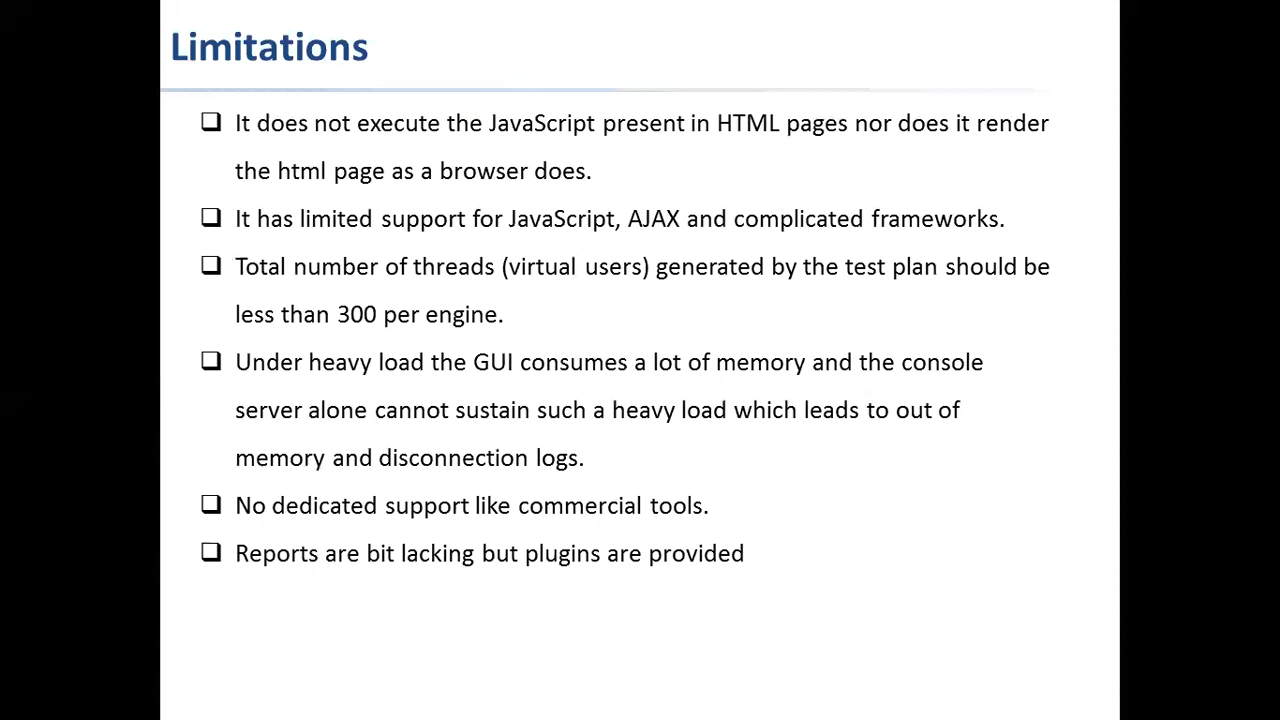 Limitations
It does not execute the JavaScript present in HTML pages nor does it render
the html page as a browser does.
It has limited support for JavaScript, AJAX and complicated frameworks.
Total number of threads (virtual users) generated by the test plan should be
less than 300 per engine.
Under heavy load the GUI consumes a lot of memory and the console
server alone cannot sustain such a heavy load which leads to out of
memory and disconnection logs.
No dedicated support like commercial tools.
Reports are bit lacking but plugins are provided